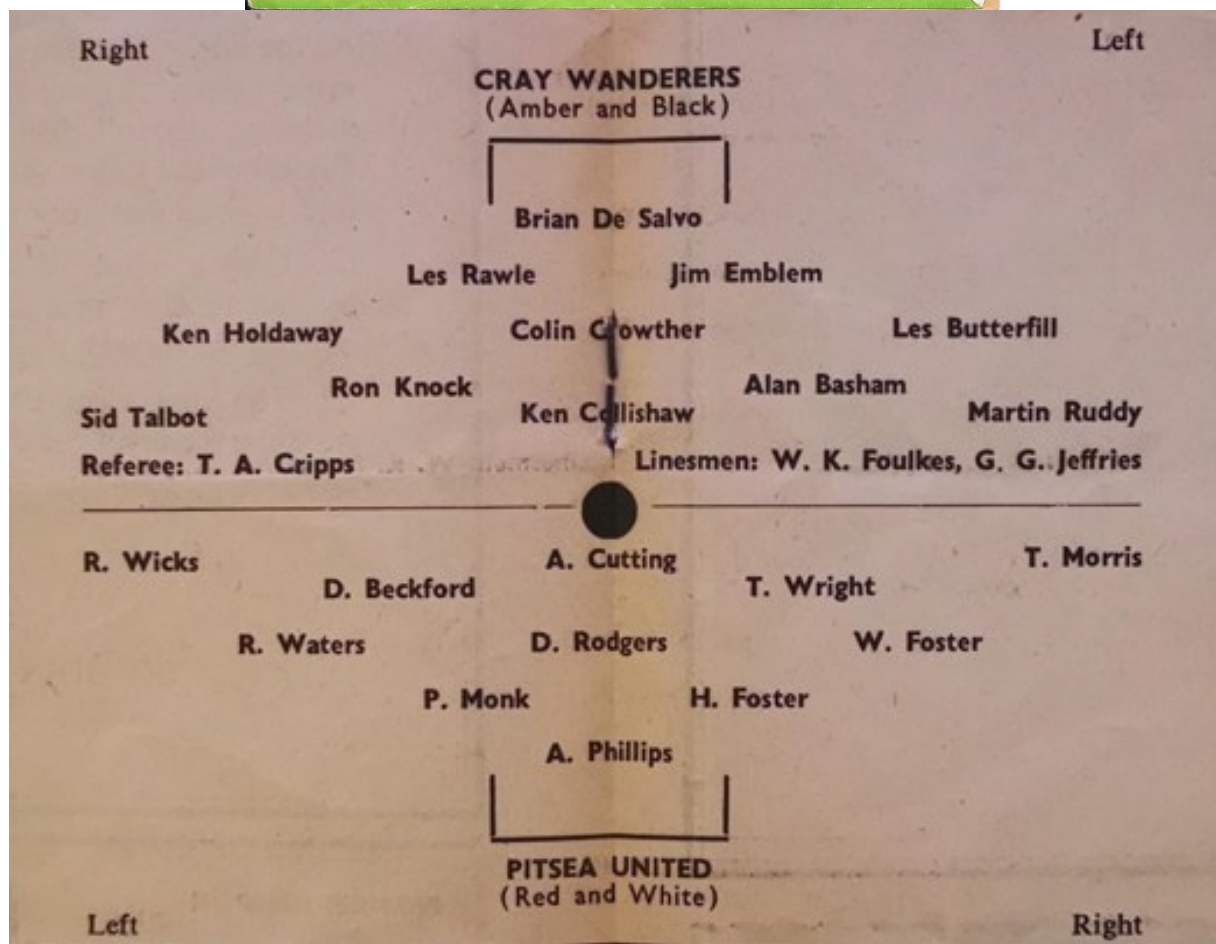 Right Left
CRAY WANDERERS
(Amber and Black)
Brian De Salvo
Les Rawle Jim Emblem
Ken Holdaway Colin Crowther Les Butterfill
Ron Knock Alan Basham
Sid Talbot Ken Collishaw Martin Ruddy
Referee: T. A. Cripps Linesmen: W. K. Foulkes, G. G. Jeffries
R. Wicks A. Cutting T. Morris
D. Beckford T. Wright
R. Waters D. Rodgers W. Foster
P. Monk H. Foster
A. Phillips
PITSEA UNITED
(Red and White)
Left Right